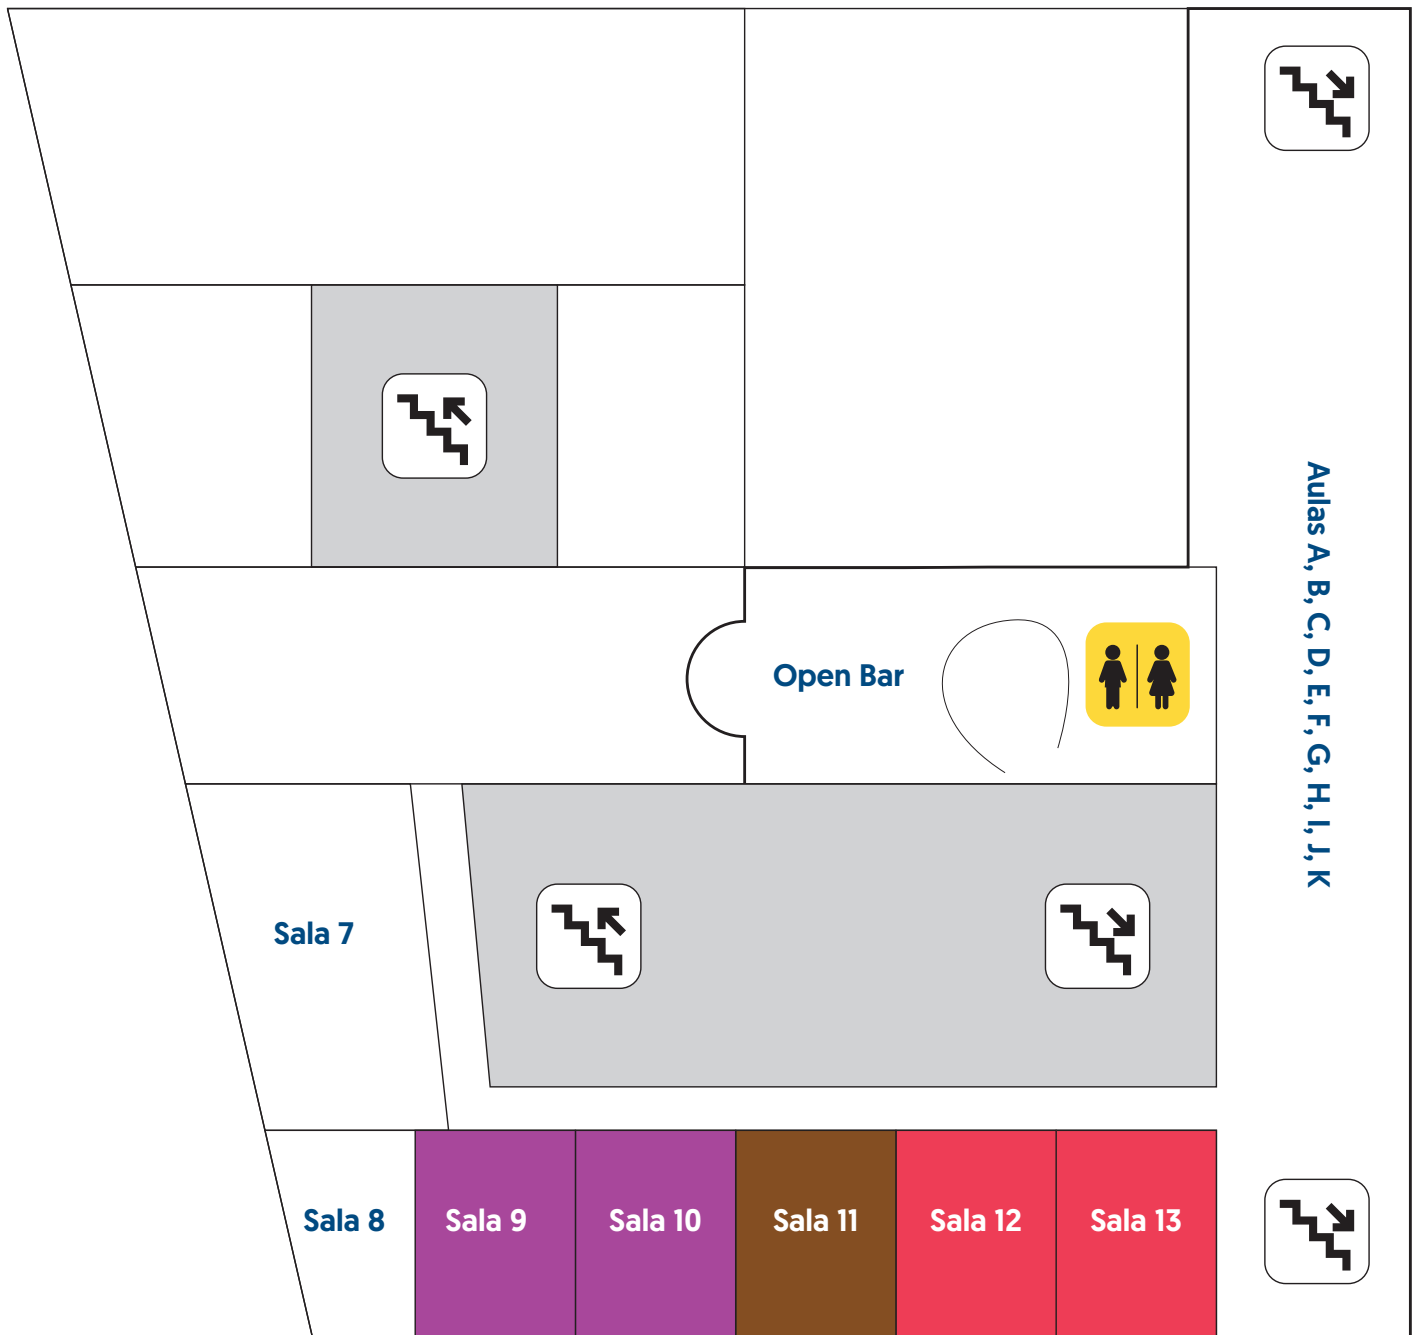 Aulas A, B, C, D, E, F, G, H, I, J, K
Open Bar
Sala 7
Sala 8
Sala 9
Sala 10
Sala 11
Sala 12
Sala 13